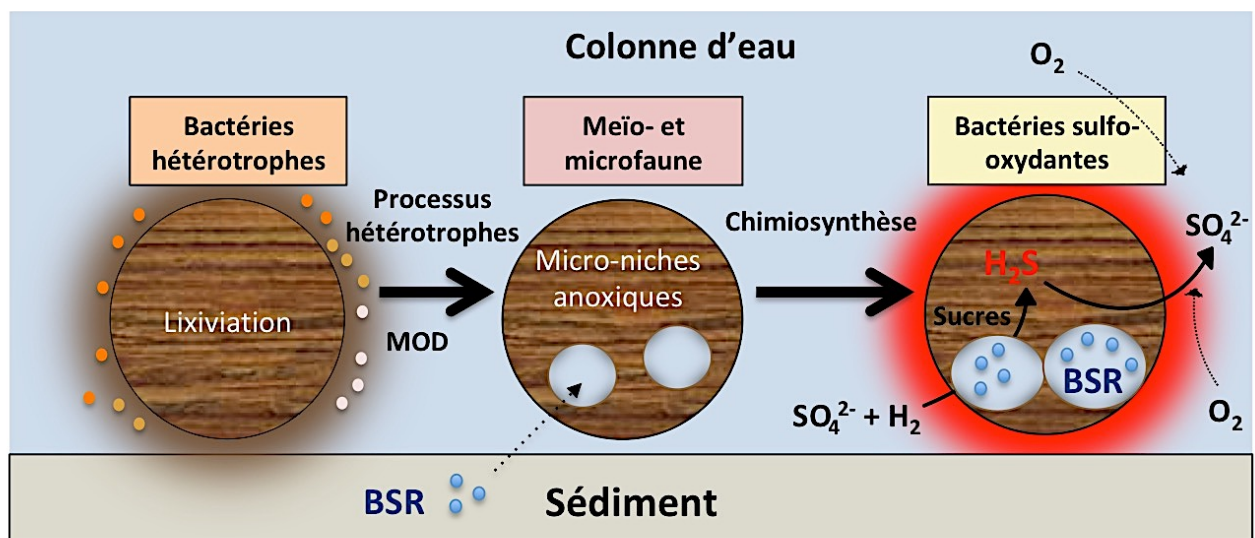 Colonne d'eau
O₂
Bactéries
hétérotrophes
Meïo- et
microfaune
Bactéries sulfo-
oxydantes
Processus
hétérotrophes
Chimiosynthèse
Lixiviation
MOD
Micro-niches
anoxiques
H₂S
SO₄²⁻
Sucres
BSR
SO₄²⁻ + H₂
O₂
BSR
Sédiment